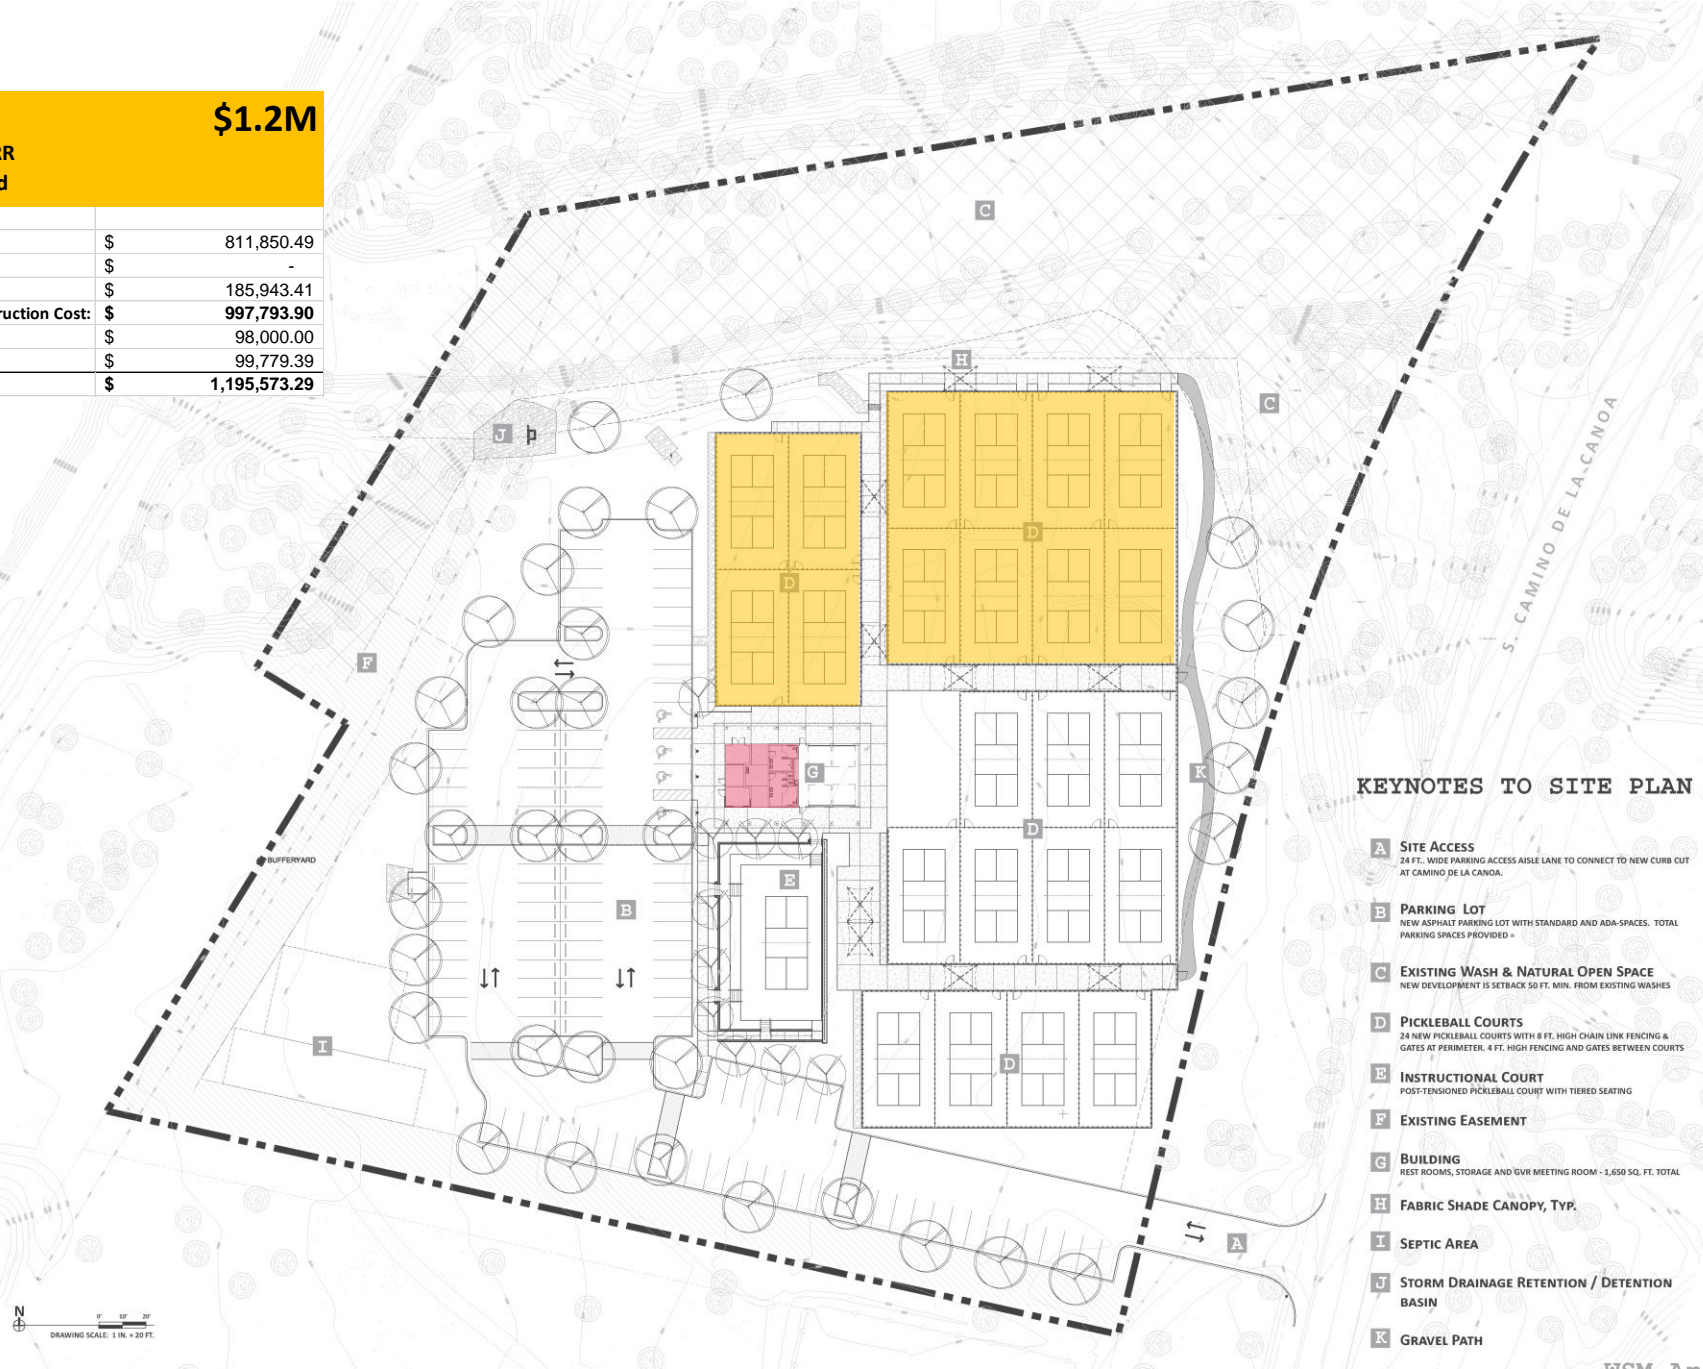 $1.2M
RR
d
$ 811,850.49
$ -
$ 185,943.41
ruction Cost: $ 997,793.90
$ 98,000.00
$ 99,779.39
$ 1,195,573.29
C
H
C
S. CAMINO DE LA CANOA
J
D
D
F
G
K
D
E
B
BUFFERYARD
I
D
A
KEYNOTES TO SITE PLAN
A SITE ACCESS
24 FT.. WIDE PARKING ACCESS AISLE LANE TO CONNECT TO NEW CURB CUT
AT CAMINO DE LA CANOA.
B PARKING LOT
NEW ASPHALT PARKING LOT WITH STANDARD AND ADA-SPACES. TOTAL
PARKING SPACES PROVIDED =
C EXISTING WASH & NATURAL OPEN SPACE
NEW DEVELOPMENT IS SETBACK 50 FT. MIN. FROM EXISTING WASHES
D PICKLEBALL COURTS
24 NEW PICKLEBALL COURTS WITH 8 FT. HIGH CHAIN LINK FENCING &
GATES AT PERIMETER. 4 FT. HIGH FENCING AND GATES BETWEEN COURTS
E INSTRUCTIONAL COURT
POST-TENSIONED PICKLEBALL COURT WITH TIERED SEATING
F EXISTING EASEMENT
G BUILDING
REST ROOMS, STORAGE AND GVR MEETING ROOM - 1,650 SQ. FT. TOTAL
H FABRIC SHADE CANOPY, TYP.
I SEPTIC AREA
J STORM DRAINAGE RETENTION / DETENTION
BASIN
K GRAVEL PATH
N
0' 10' 20'
DRAWING SCALE: 1 IN. = 20 FT.